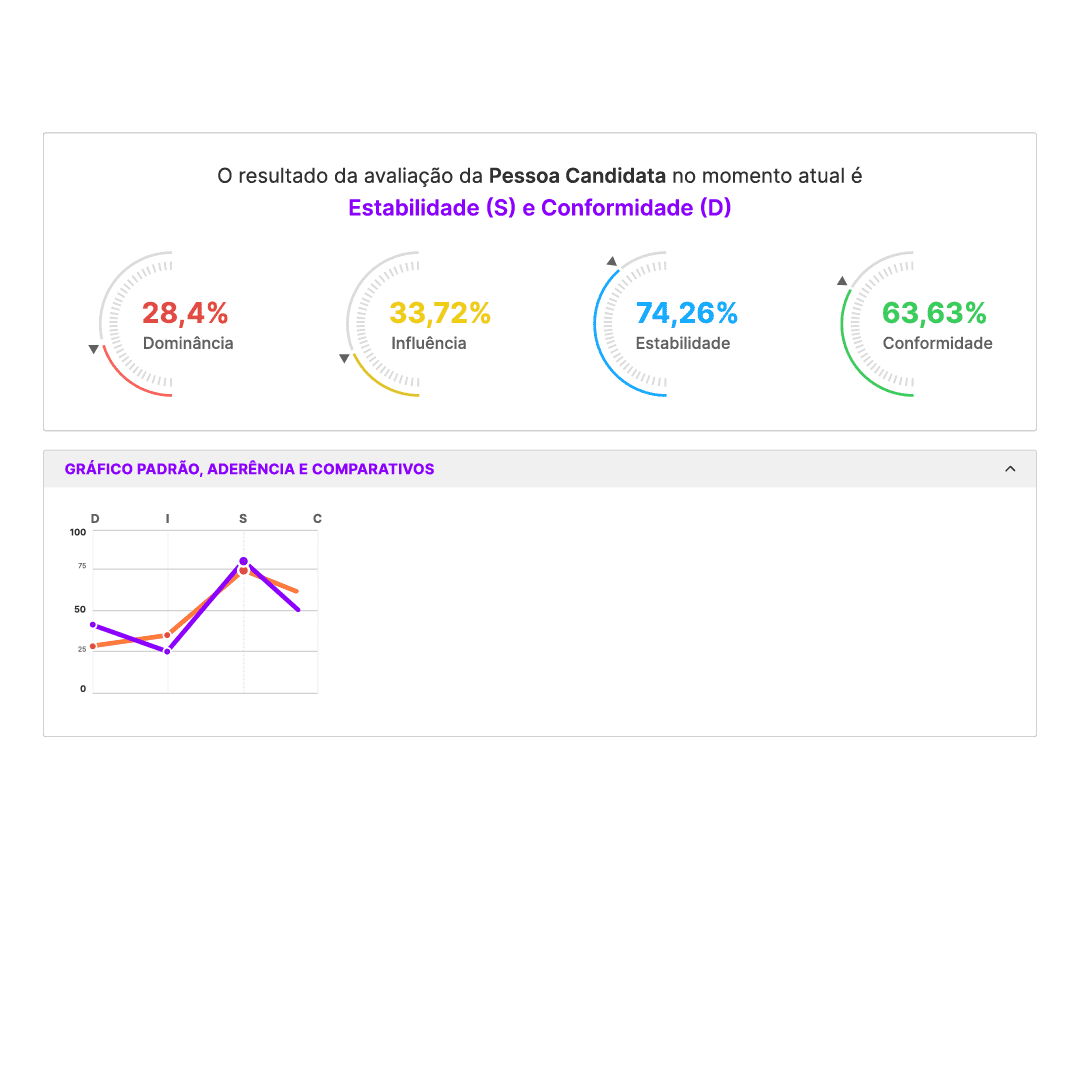 O resultado da avaliação da Pessoa Candidata no momento atual é
Estabilidade (S) e Conformidade (D)
28,4%
Dominância
33,72%
Influência
74,26%
Estabilidade
63,63%
Conformidade
GRÁFICO PADRÃO, ADERÊNCIA E COMPARATIVOS
D I S C
100
75
50
25
0